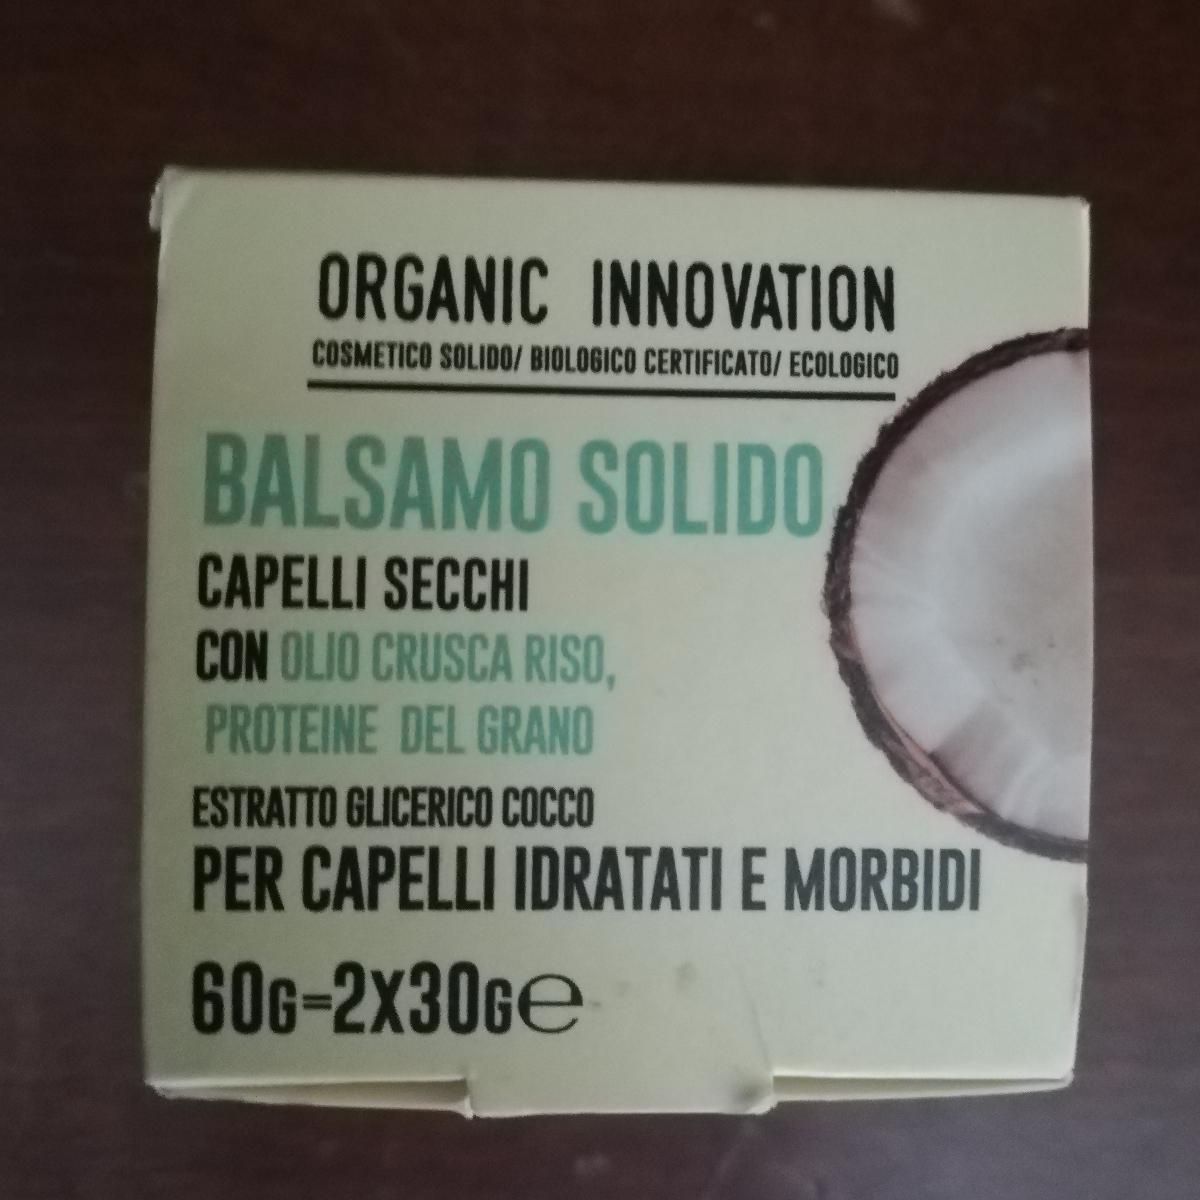 ORGANIC INNOVATION
COSMETICO SOLIDO/ BIOLOGICO CERTIFICATO/ ECOLOGICO
BALSAMO SOLIDO
CAPELLI SECCHI
CON OLIO CRUSCA RISO,
PROTEINE DEL GRANO
ESTRATTO GLICERICO COCCO
PER CAPELLI IDRATATI E MORBIDI
60G=2X30G℮